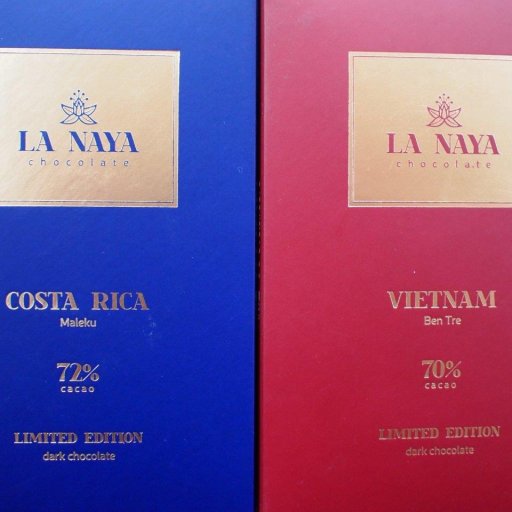 LA NAYA
chocolate
COSTA RICA
Maleku
72%
cacao
LIMITED EDITION
dark chocolate
LA NAYA
chocolate
VIETNAM
Ben Tre
70%
cacao
LIMITED EDITION
dark chocolate